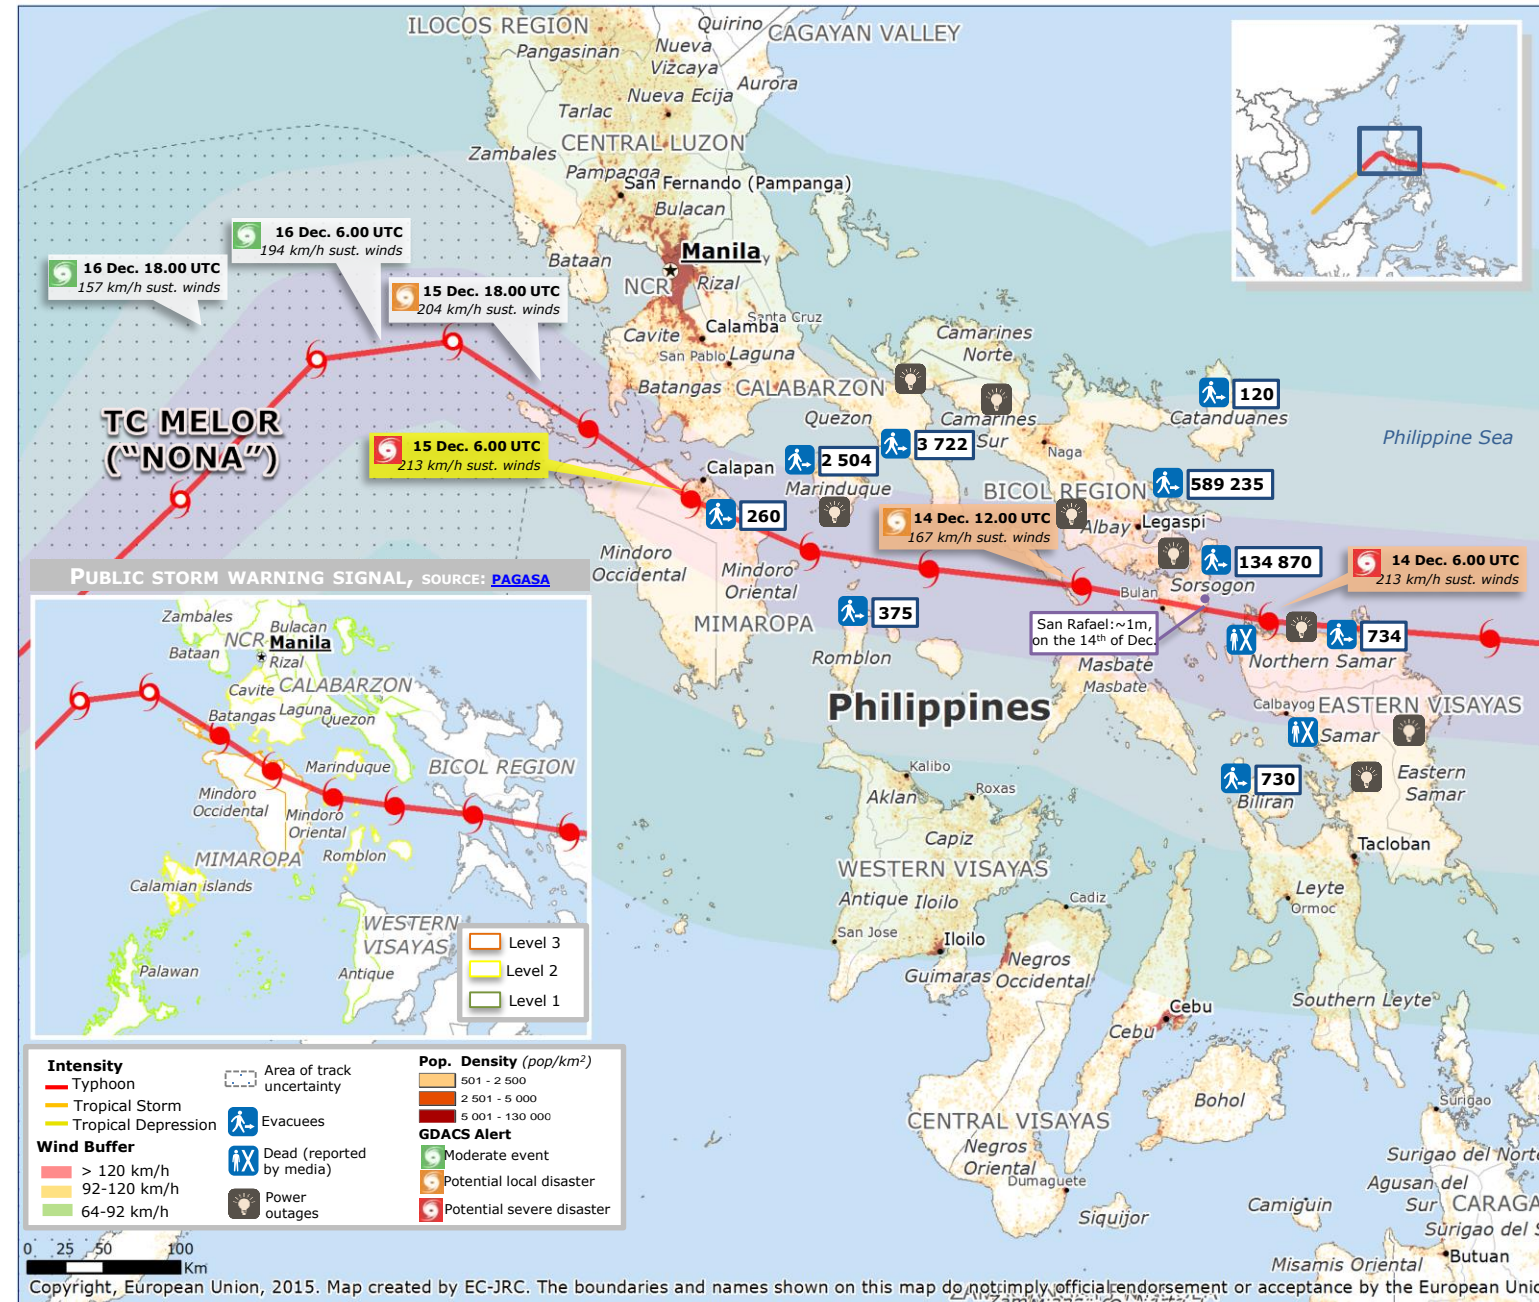 ILOCOS REGION
Quirino
CAGAYAN VALLEY
Pangasinan
Nueva
Vizcaya
Aurora
Nueva Ecija
Tarlac
CENTRAL LUZON
Zambales
Pampanga
San Fernando (Pampanga)
Bulacan
16 Dec. 6.00 UTC
194 km/h sust. winds
16 Dec. 18.00 UTC
157 km/h sust. winds
15 Dec. 18.00 UTC
204 km/h sust. winds
Bataan
Manila
NCR
Rizal
Santa Cruz
Cavite
Calamba
San Pablo
Laguna
Batangas
CALABARZON
Quezon
Camarines
Norte
Camarines
Sur
120
Catanduanes
Philippine Sea
TC MELOR
("NONA")
15 Dec. 6.00 UTC
213 km/h sust. winds
Calapan
2 504
Marinduque
3 722
Naga
BICOL REGION
589 235
260
14 Dec. 12.00 UTC
167 km/h sust. winds
Albay
Legaspi
134 870
Sorsogon
14 Dec. 6.00 UTC
213 km/h sust. winds
Mindoro
Occidental
Mindoro
Oriental
MIMAROPA
375
Romblon
Bulan
San Rafael:~1m,
on the 14th of Dec.
734
Northern Samar
Masbate
Masbate
Philippines
Calbayog
EASTERN VISAYAS
Samar
730
Biliran
Eastern
Samar
Kalibo
Aklan
Roxas
Capiz
Tacloban
WESTERN VISAYAS
Antique
Iloilo
Cadiz
Leyte
Ormoc
San Jose
Iloilo
Guimaras
Negros
Occidental
Southern Leyte
Cebu
Cebu
Bohol
Surigao
CENTRAL VISAYAS
Negros
Oriental
Dumaguete
Siquijor
Camiguin
Surigao del Norte
Agusan del
Sur
CARAGA
Surigao del S
Misamis Oriental
Butuan
PUBLIC STORM WARNING SIGNAL, SOURCE: PAGASA
Zambales
Bulacan
NCR
Manila
Bataan
Rizal
Cavite
CALABARZON
Batangas
Laguna
Quezon
Marinduque
BICOL REGION
Mindoro
Occidental
Mindoro
Oriental
MIMAROPA
Romblon
Calamian islands
WESTERN
VISAYAS
Palawan
Antique
Level 3
Level 2
Level 1
Intensity
Typhoon
Tropical Storm
Tropical Depression
Wind Buffer
> 120 km/h
92-120 km/h
64-92 km/h
Area of track
uncertainty
Evacuees
Dead (reported
by media)
Power
outages
Pop. Density (pop/km²)
501 - 2 500
2 501 - 5 000
5 001 - 130 000
GDACS Alert
Moderate event
Potential local disaster
Potential severe disaster
0 25 50 100
Km
Copyright, European Union, 2015. Map created by EC-JRC. The boundaries and names shown on this map do not imply official endorsement or acceptance by the European Unio